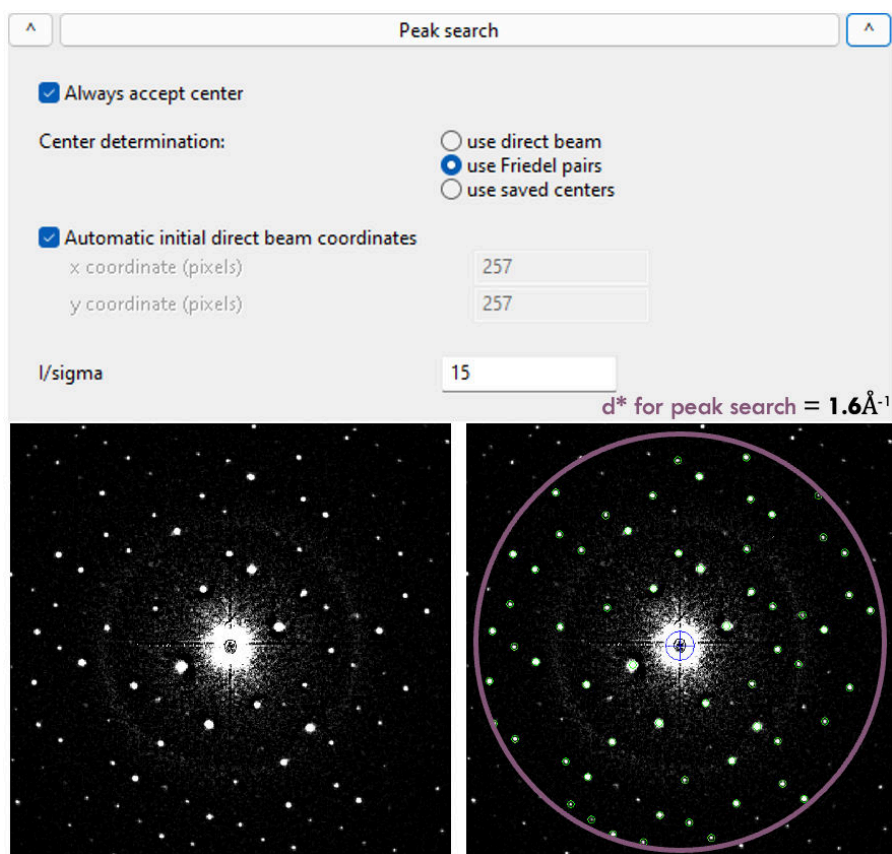 ^ Peak search ^
Always accept center
Center determination:
use direct beam
use Friedel pairs
use saved centers
Automatic initial direct beam coordinates
x coordinate (pixels) 257
y coordinate (pixels) 257
I/sigma 15
d* for peak search = 1.6Å⁻¹